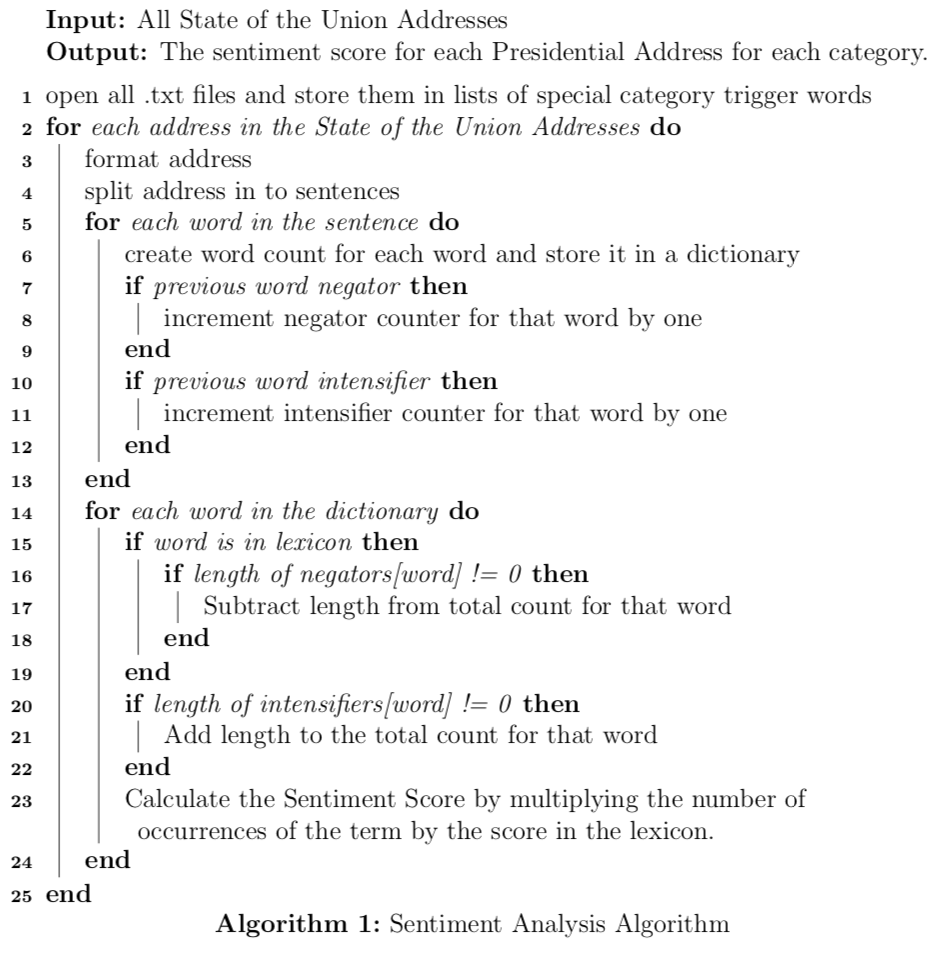 Input: All State of the Union Addresses
Output: The sentiment score for each Presidential Address for each category.
1 open all .txt files and store them in lists of special category trigger words
2 for each address in the State of the Union Addresses do
3 format address
4 split address in to sentences
5 for each word in the sentence do
6 create word count for each word and store it in a dictionary
7 if previous word negator then
8 increment negator counter for that word by one
9 end
10 if previous word intensifier then
11 increment intensifier counter for that word by one
12 end
13 end
14 for each word in the dictionary do
15 if word is in lexicon then
16 if length of negators[word] != 0 then
17 Subtract length from total count for that word
18 end
19 end
20 if length of intensifiers[word] != 0 then
21 Add length to the total count for that word
22 end
23 Calculate the Sentiment Score by multiplying the number of
occurrences of the term by the score in the lexicon.
24 end
25 end
Algorithm 1: Sentiment Analysis Algorithm